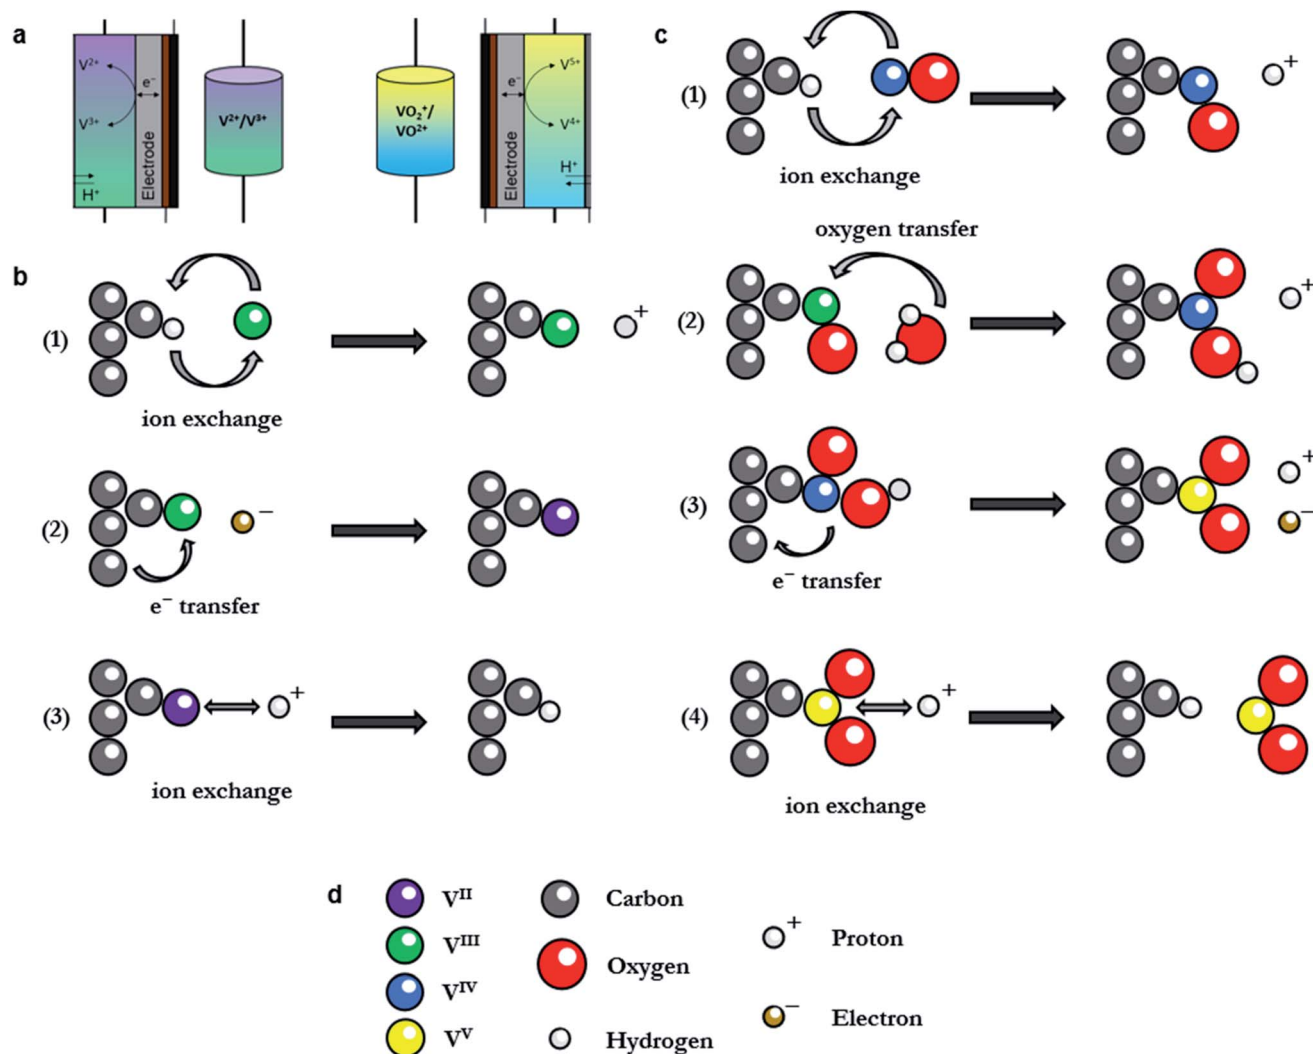 a
V²⁺
V³⁺
e⁻
H⁺
Electrode
V²⁺/V³⁺
VO₂⁺/
VO²⁺
e⁻
Electrode
V⁵⁺
V⁴⁺
H⁺
b
(1)
+
ion exchange
(2)
−
e⁻ transfer
(3)
+
ion exchange
c
(1)
+
ion exchange
oxygen transfer
(2)
+
(3)
+
−
e⁻ transfer
(4)
+
ion exchange
d
Vᴵᴵ
Vᴵᴵᴵ
Vᴵⱽ
Vⱽ
Carbon
Oxygen
Hydrogen
+
Proton
−
Electron